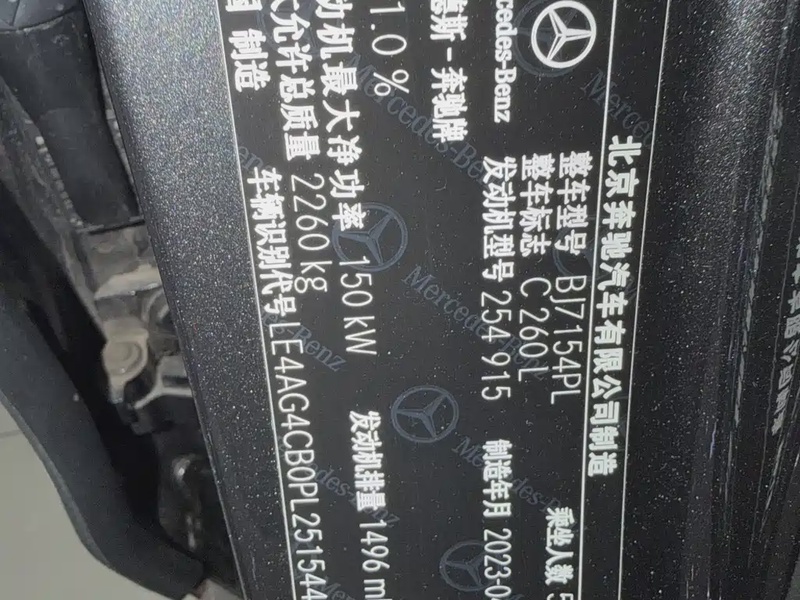 北京奔驰汽车有限公司制造
Mercedes-Benz
德斯-奔驰牌
整车型号 BJ7154PL 乘坐人数 5
整车标志 C 260 L
发动机型号 254 915 制造年月 2023-0
1.0 %
动机最大净功率 150 kW 发动机排量 1496 ml
允许总质量 2260 kg
车辆识别代号 LE4AG4CB0PL251544
国 制造